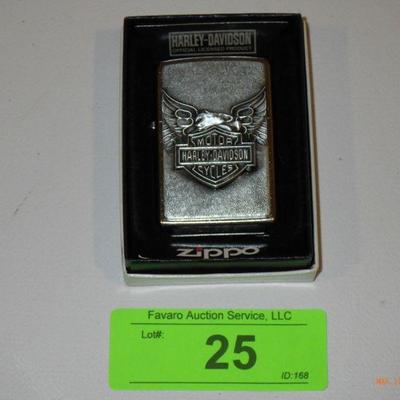 HARLEY-DAVIDSON
OFFICIAL LICENSED PRODUCT
MOTOR
HARLEY-DAVIDSON
CYCLES
zippo
Favaro Auction Service, LLC
Lot#:
25
ID:168